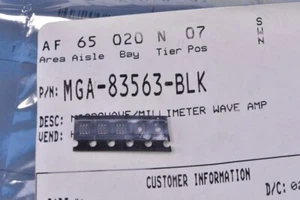 AF 65 020 N 07
Area Aisle Bay Tier Pos
S W N
P/N: MGA-83563-BLK
DESC: MICROWAVE/MILLIMETER WAVE AMP
VEND: H
CUSTOMER INFORMATION
D/C: 02